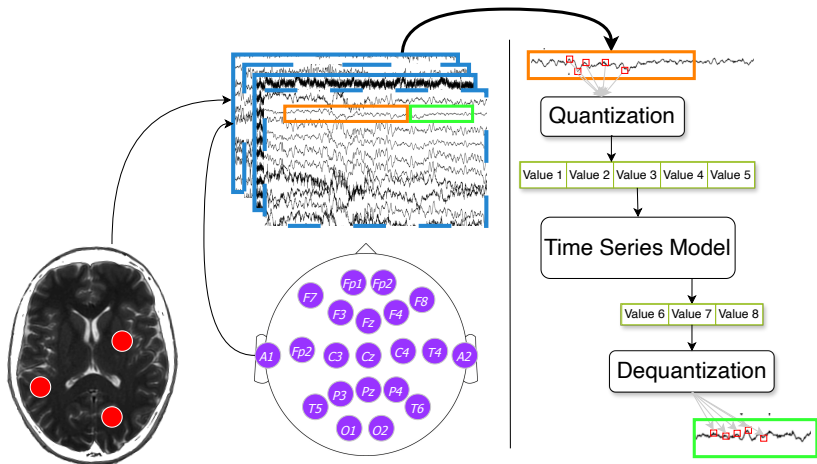 Quantization
Value 1 Value 2 Value 3 Value 4 Value 5
Time Series Model
Value 6 Value 7 Value 8
Dequantization
Fp1 Fp2
F7 F8
F3 Fz F4
A1 Fp2 C3 Cz C4 T4 A2
P3 Pz P4
T5 T6
O1 O2